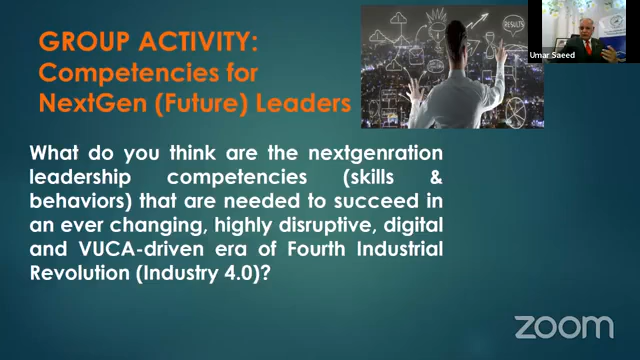 GROUP ACTIVITY:
Competencies for
NextGen (Future) Leaders
RESULTS
Umar Saeed
What do you think are the nextgenration
leadership competencies (skills &
behaviors) that are needed to succeed in
an ever changing, highly disruptive, digital
and VUCA-driven era of Fourth Industrial
Revolution (Industry 4.0)?
zoom